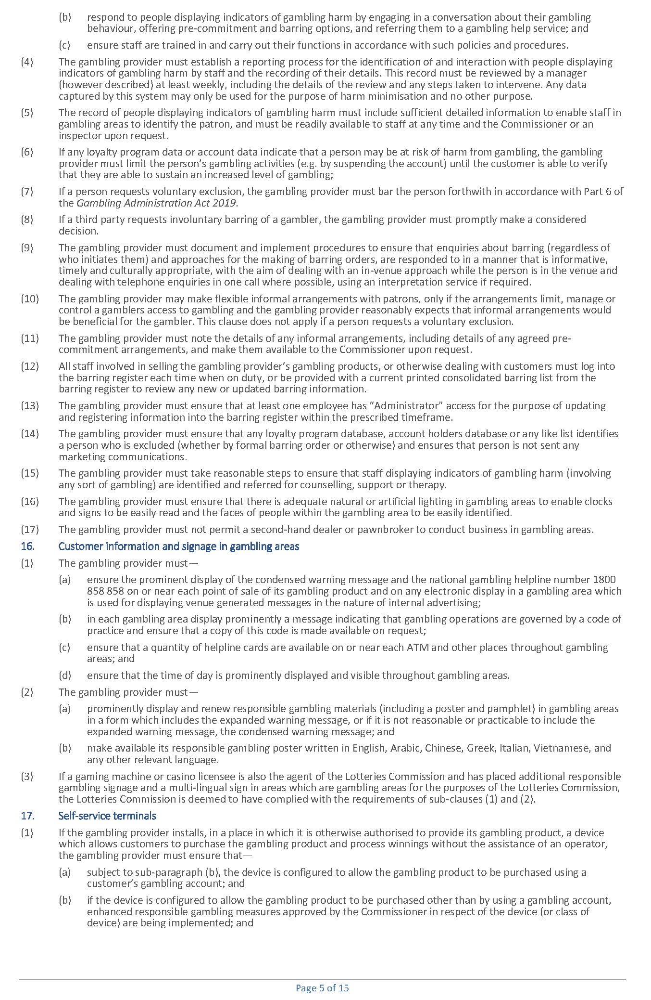 (b) respond to people displaying indicators of gambling harm by engaging in a conversation about their gambling
behaviour, offering pre-commitment and barring options, and referring them to a gambling help service; and
(c) ensure staff are trained in and carry out their functions in accordance with such policies and procedures.
(4) The gambling provider must establish a reporting process for the identification of and interaction with people displaying
indicators of gambling harm by staff and the recording of their details. This record must be reviewed by a manager
(however described) at least weekly, including the details of the review and any steps taken to intervene. Any data
captured by this system may only be used for the purpose of harm minimisation and no other purpose.
(5) The record of people displaying indicators of gambling harm must include sufficient detailed information to enable staff in
gambling areas to identify the patron, and must be readily available to staff at any time and the Commissioner or an
inspector upon request.
(6) If any loyalty program data or account data indicate that a person may be at risk of harm from gambling, the gambling
provider must limit the person's gambling activities (e.g. by suspending the account) until the customer is able to verify
that they are able to sustain an increased level of gambling;
(7) If a person requests voluntary exclusion, the gambling provider must bar the person forthwith in accordance with Part 6 of
the Gambling Administration Act 2019.
(8) If a third party requests involuntary barring of a gambler, the gambling provider must promptly make a considered
decision.
(9) The gambling provider must document and implement procedures to ensure that enquiries about barring (regardless of
who initiates them) and approaches for the making of barring orders, are responded to in a manner that is informative,
timely and culturally appropriate, with the aim of dealing with an in-venue approach while the person is in the venue and
dealing with telephone enquiries in one call where possible, using an interpretation service if required.
(10) The gambling provider may make flexible informal arrangements with patrons, only if the arrangements limit, manage or
control a gamblers access to gambling and the gambling provider reasonably expects that informal arrangements would
be beneficial for the gambler. This clause does not apply if a person requests a voluntary exclusion.
(11) The gambling provider must note the details of any informal arrangements, including details of any agreed pre-
commitment arrangements, and make them available to the Commissioner upon request.
(12) All staff involved in selling the gambling provider's gambling products, or otherwise dealing with customers must log into
the barring register each time when on duty, or be provided with a current printed consolidated barring list from the
barring register to review any new or updated barring information.
(13) The gambling provider must ensure that at least one employee has “Administrator” access for the purpose of updating
and registering information into the barring register within the prescribed timeframe.
(14) The gambling provider must ensure that any loyalty program database, account holders database or any like list identifies
a person who is excluded (whether by formal barring order or otherwise) and ensures that person is not sent any
marketing communications.
(15) The gambling provider must take reasonable steps to ensure that staff displaying indicators of gambling harm (involving
any sort of gambling) are identified and referred for counselling, support or therapy.
(16) The gambling provider must ensure that there is adequate natural or artificial lighting in gambling areas to enable clocks
and signs to be easily read and the faces of people within the gambling area to be easily identified.
(17) The gambling provider must not permit a second-hand dealer or pawnbroker to conduct business in gambling areas.
16. Customer information and signage in gambling areas
(1) The gambling provider must—
(a) ensure the prominent display of the condensed warning message and the national gambling helpline number 1800
858 858 on or near each point of sale of its gambling product and on any electronic display in a gambling area which
is used for displaying venue generated messages in the nature of internal advertising;
(b) in each gambling area display prominently a message indicating that gambling operations are governed by a code of
practice and ensure that a copy of this code is made available on request;
(c) ensure that a quantity of helpline cards are available on or near each ATM and other places throughout gambling
areas; and
(d) ensure that the time of day is prominently displayed and visible throughout gambling areas.
(2) The gambling provider must—
(a) prominently display and renew responsible gambling materials (including a poster and pamphlet) in gambling areas
in a form which includes the expanded warning message, or if it is not reasonable or practicable to include the
expanded warning message, the condensed warning message; and
(b) make available its responsible gambling poster written in English, Arabic, Chinese, Greek, Italian, Vietnamese, and
any other relevant language.
(3) If a gaming machine or casino licensee is also the agent of the Lotteries Commission and has placed additional responsible
gambling signage and a multi-lingual sign in areas which are gambling areas for the purposes of the Lotteries Commission,
the Lotteries Commission is deemed to have complied with the requirements of sub-clauses (1) and (2).
17. Self-service terminals
(1) If the gambling provider installs, in a place in which it is otherwise authorised to provide its gambling product, a device
which allows customers to purchase the gambling product and process winnings without the assistance of an operator,
the gambling provider must ensure that—
(a) subject to sub-paragraph (b), the device is configured to allow the gambling product to be purchased using a
customer's gambling account; and
(b) if the device is configured to allow the gambling product to be purchased other than by using a gambling account,
enhanced responsible gambling measures approved by the Commissioner in respect of the device (or class of
device) are being implemented; and
Page 5 of 15